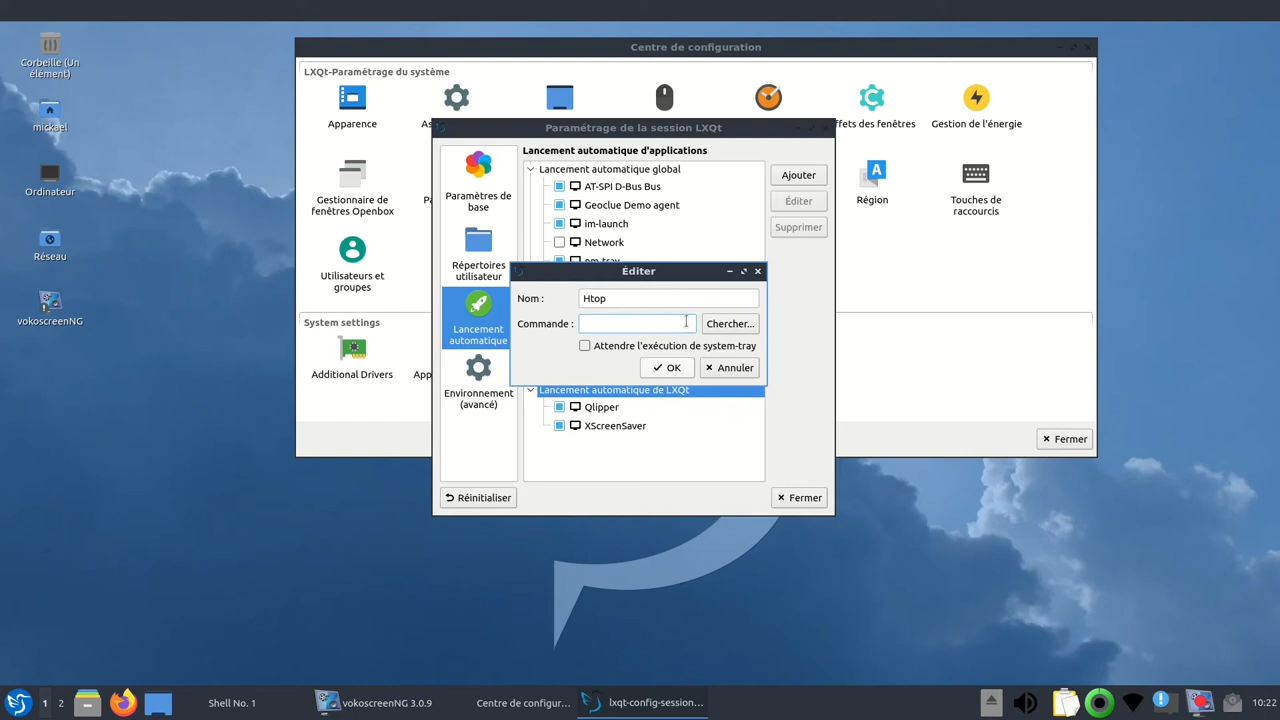 Corbeille (Un
élément)
mickael
Ordinateur
Réseau
vokoscreenNG
Centre de configuration
LXQt-Paramétrage du système
Apparence
As
ffets des fenêtres
Gestion de l'énergie
Gestionnaire de
fenêtres Openbox
Région
Touches de
raccourcis
Utilisateurs et
groupes
System settings
Additional Drivers
App
Fermer
Paramétrage de la session LXQt
Paramètres de
base
Répertoires
utilisateur
Lancement
automatique
Environnement
(avancé)
Lancement automatique d'applications
Lancement automatique global
AT-SPI D-Bus Bus
Geoclue Demo agent
im-launch
Network
nm-tray
Lancement automatique de LXQt
Qlipper
XScreenSaver
Ajouter
Éditer
Supprimer
Réinitialiser
Fermer
Éditer
Nom :
Htop
Commande :
Chercher...
Attendre l'exécution de system-tray
OK
Annuler
1
2
Shell No. 1
vokoscreenNG 3.0.9
Centre de configur...
lxqt-config-session...
10:22